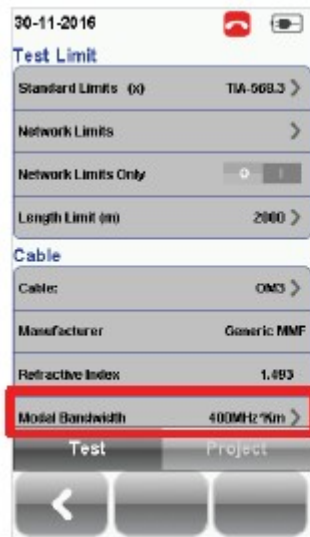 30-11-2016
Test Limit
Standard Limits (x) TIA-568.3
Network Limits
Network Limits Only O I
Length Limit (m) 2000
Cable
Cable: OM3
Manufacturer Generic MMF
Refractive Index 1.493
Modal Bandwidth 400MHz*Km
Test Project